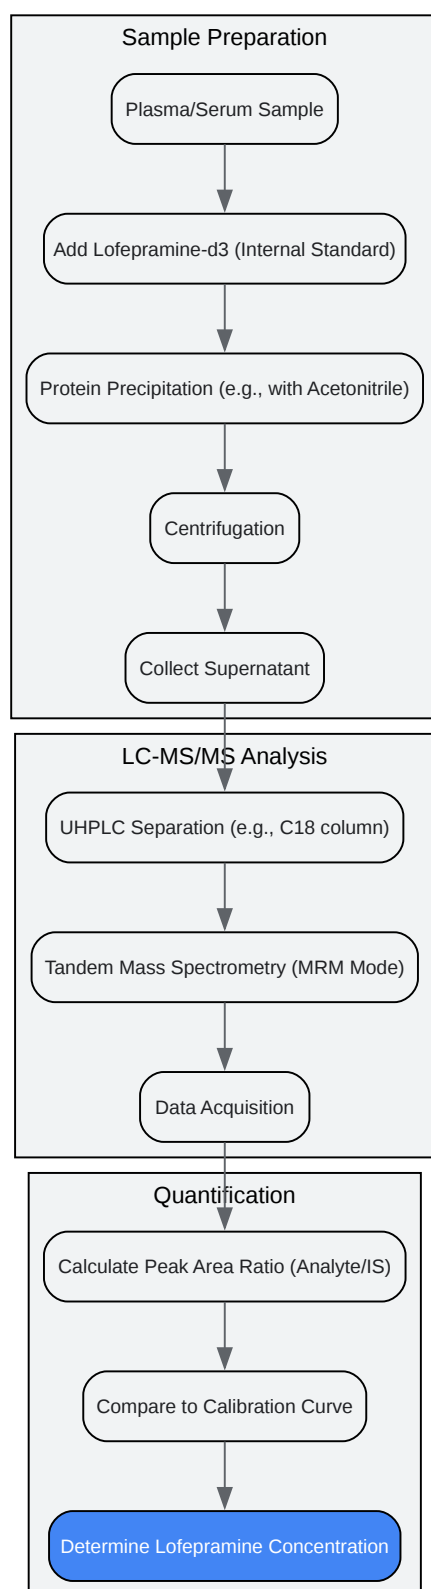 Sample Preparation
Plasma/Serum Sample
Add Lofepramine-d3 (Internal Standard)
Protein Precipitation (e.g., with Acetonitrile)
Centrifugation
Collect Supernatant
LC-MS/MS Analysis
UHPLC Separation (e.g., C18 column)
Tandem Mass Spectrometry (MRM Mode)
Data Acquisition
Quantification
Calculate Peak Area Ratio (Analyte/IS)
Compare to Calibration Curve
Determine Lofepramine Concentration